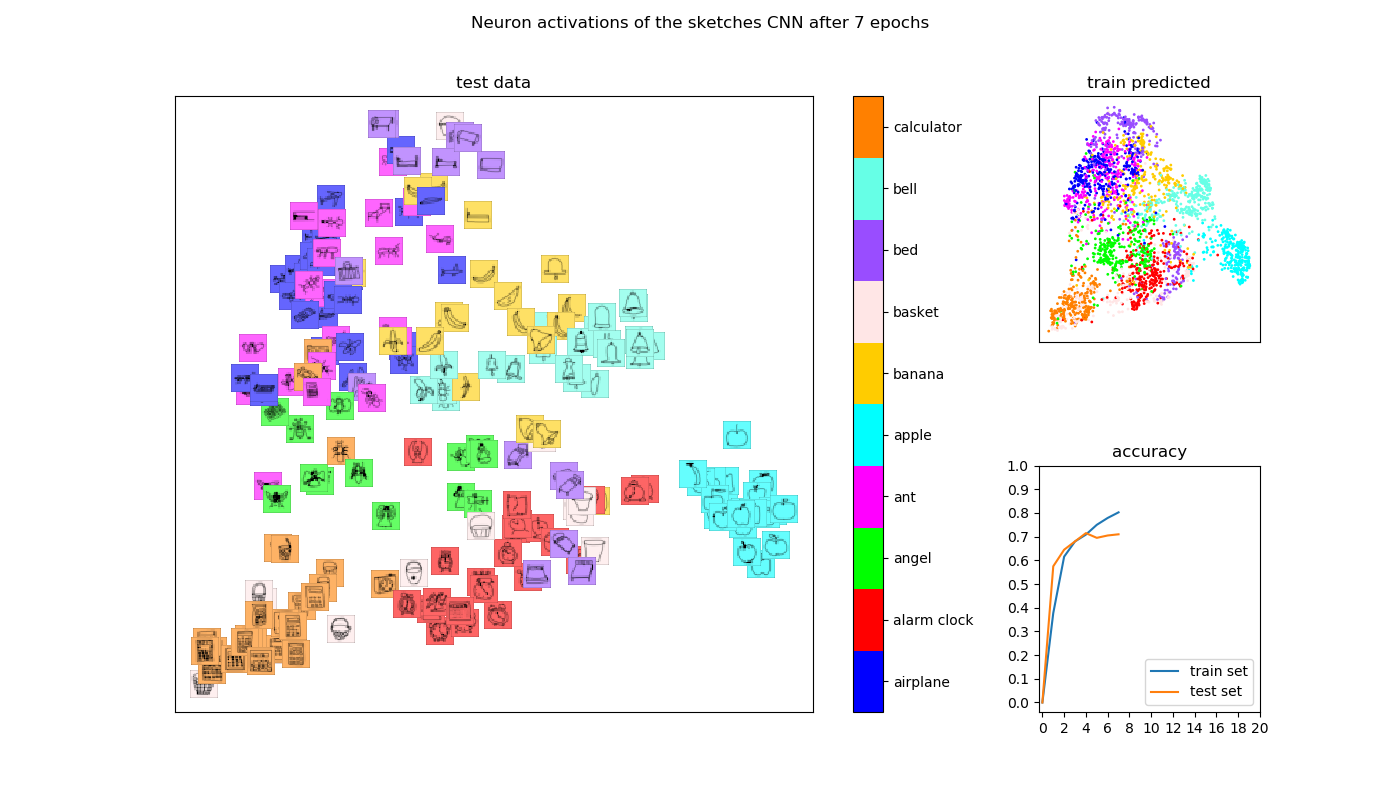 Neuron activations of the sketches CNN after 7 epochs
test data
calculator
bell
bed
basket
banana
apple
ant
angel
alarm clock
airplane
train predicted
accuracy
1.0
0.9
0.8
0.7
0.6
0.5
0.4
0.3
0.2
0.1
0.0
train set
test set
0 2 4 6 8 10 12 14 16 18 20